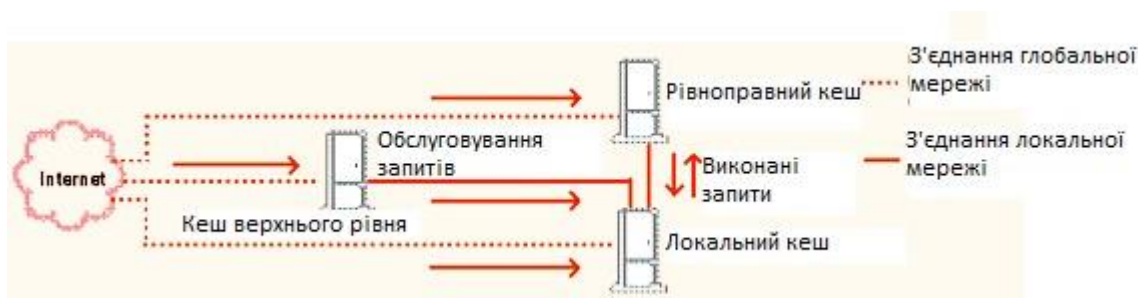 З'єднання глобальної
мережі
Рівноправний кеш
Обслуговування
запитів
З'єднання локальної
мережі
Internet
Виконані
запити
Кеш верхнього рівня
Локальний кеш